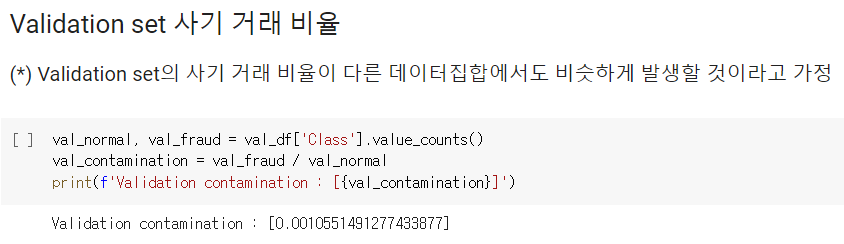 Validation set 사기 거래 비율
(*) Validation set의 사기 거래 비율이 다른 데이터집합에서도 비슷하게 발생할 것이라고 가정
[ ] val_normal, val_fraud = val_df['Class'].value_counts()
val_contamination = val_fraud / val_normal
print(f'Validation contamination : [{val_contamination}]')
Validation contamination : [0.0010551491277433877]